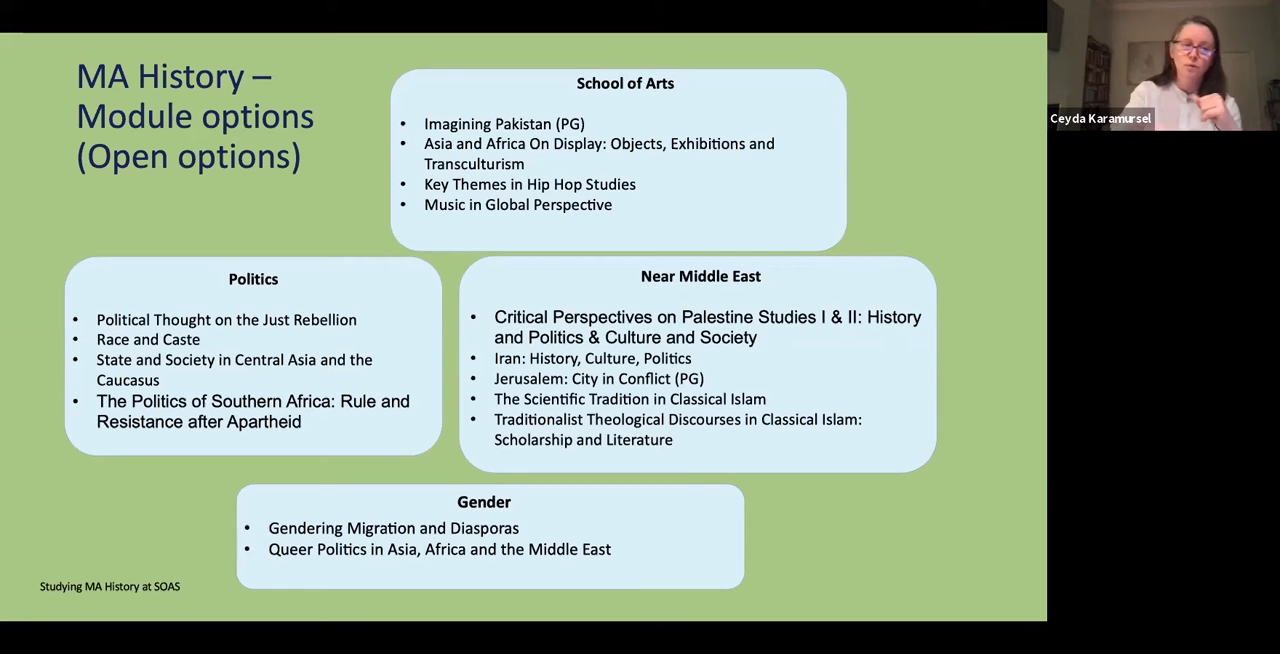 MA History –
Module options
(Open options)
School of Arts
• Imagining Pakistan (PG)
• Asia and Africa On Display: Objects, Exhibitions and
Transculturism
• Key Themes in Hip Hop Studies
• Music in Global Perspective
Politics
• Political Thought on the Just Rebellion
• Race and Caste
• State and Society in Central Asia and the
Caucasus
• The Politics of Southern Africa: Rule and
Resistance after Apartheid
Near Middle East
• Critical Perspectives on Palestine Studies I & II: History
and Politics & Culture and Society
• Iran: History, Culture, Politics
• Jerusalem: City in Conflict (PG)
• The Scientific Tradition in Classical Islam
• Traditionalist Theological Discourses in Classical Islam:
Scholarship and Literature
Gender
• Gendering Migration and Diasporas
• Queer Politics in Asia, Africa and the Middle East
Studying MA History at SOAS
Ceyda Karamursel